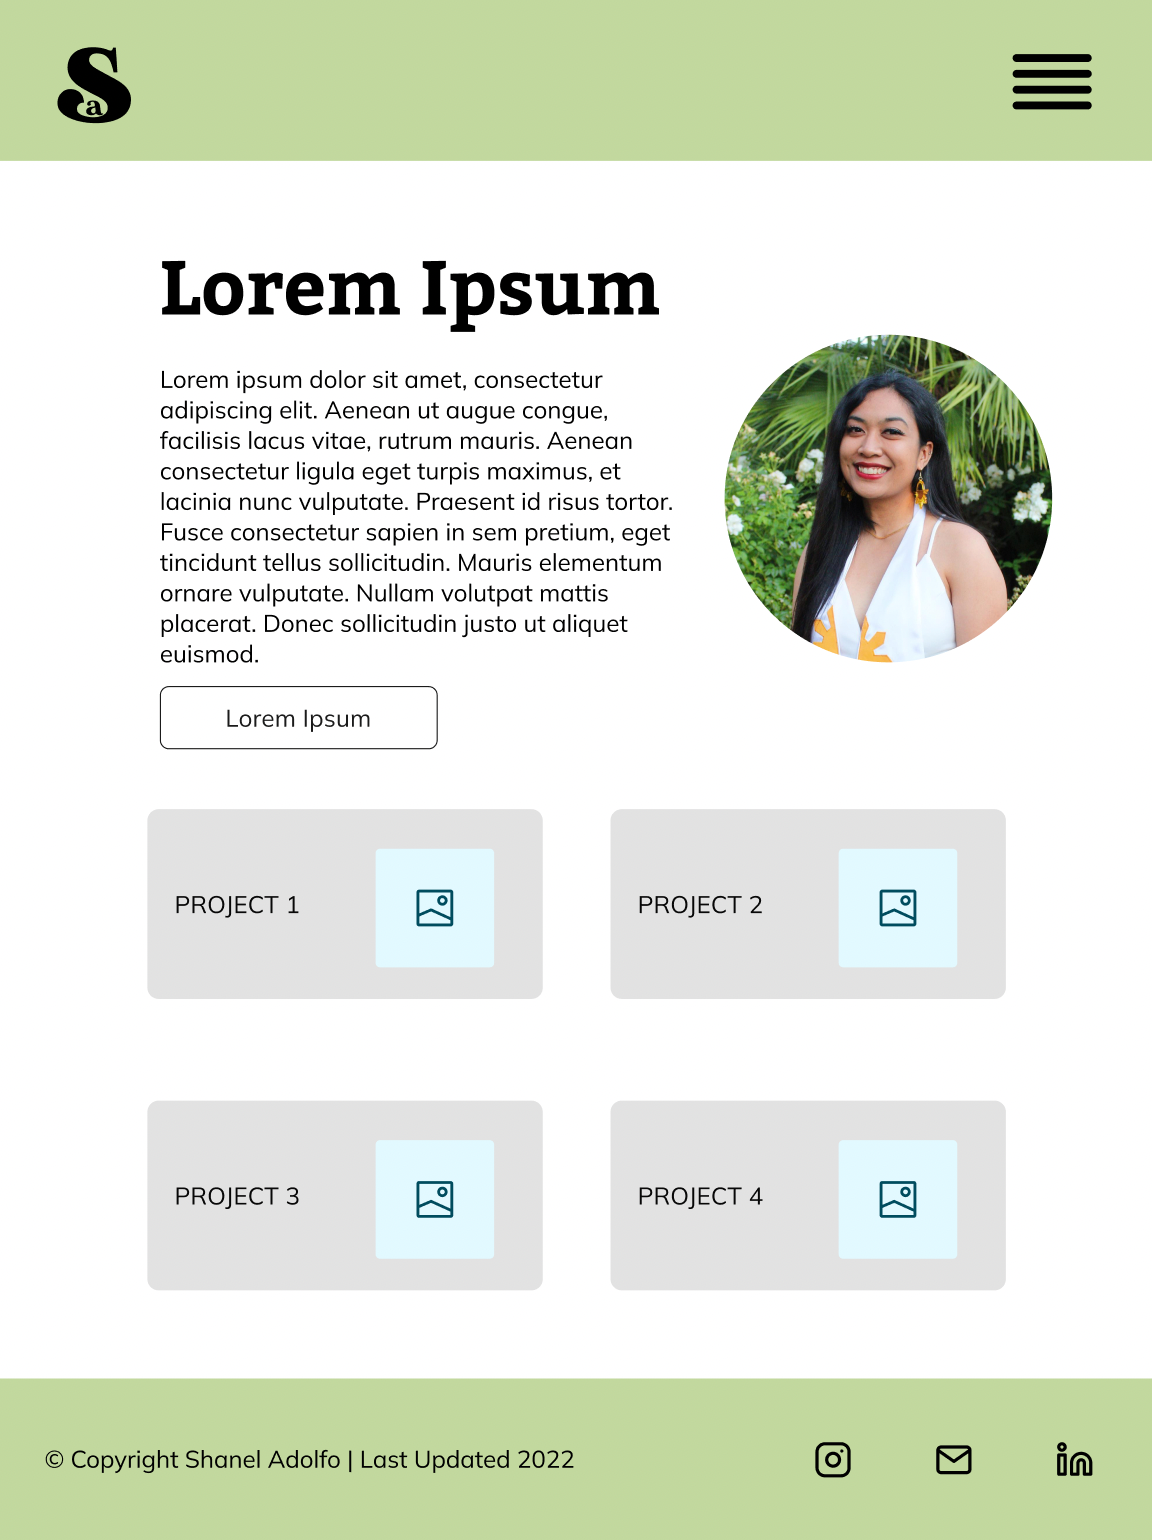 Sa
Lorem Ipsum
Lorem ipsum dolor sit amet, consectetur
adipiscing elit. Aenean ut augue congue,
facilisis lacus vitae, rutrum mauris. Aenean
consectetur ligula eget turpis maximus, et
lacinia nunc vulputate. Praesent id risus tortor.
Fusce consectetur sapien in sem pretium, eget
tincidunt tellus sollicitudin. Mauris elementum
ornare vulputate. Nullam volutpat mattis
placerat. Donec sollicitudin justo ut aliquet
euismod.
Lorem Ipsum
PROJECT 1
PROJECT 2
PROJECT 3
PROJECT 4
© Copyright Shanel Adolfo | Last Updated 2022
in